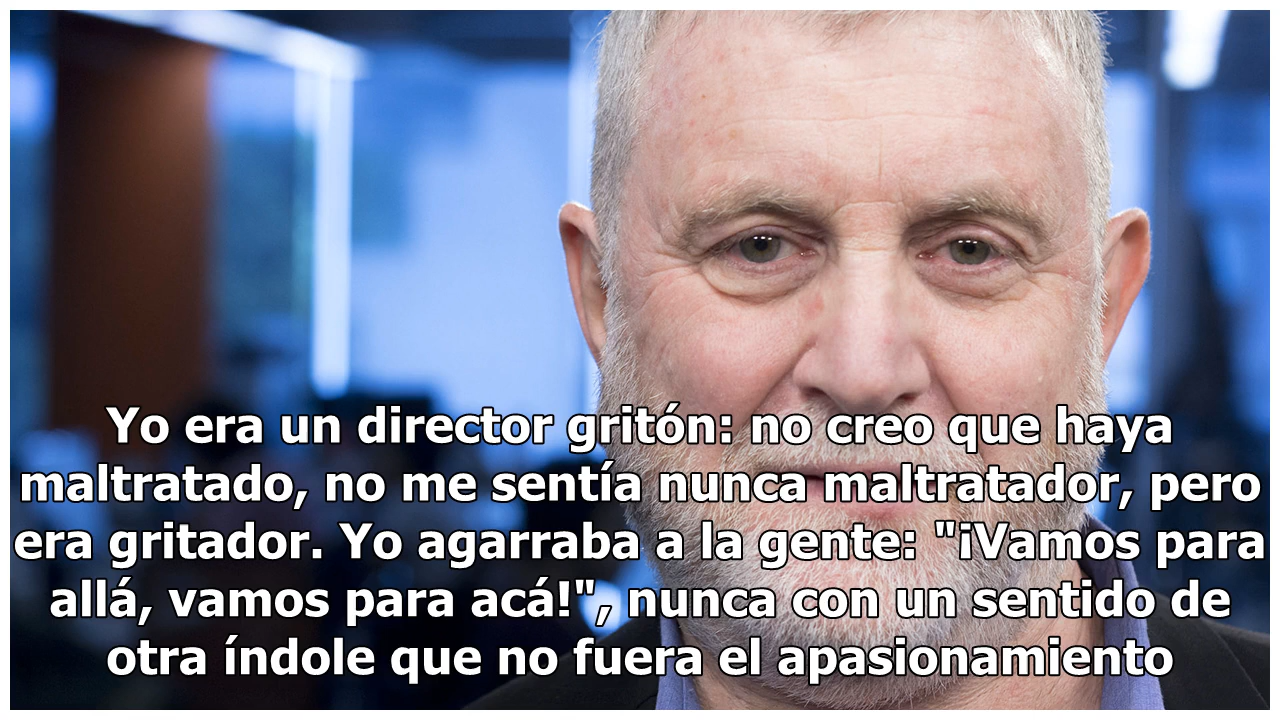 Yo era un director gritón: no creo que haya
maltratado, no me sentía nunca maltratador, pero
era gritador. Yo agarraba a la gente: "¡Vamos para
allá, vamos para acá!", nunca con un sentido de
otra índole que no fuera el apasionamiento